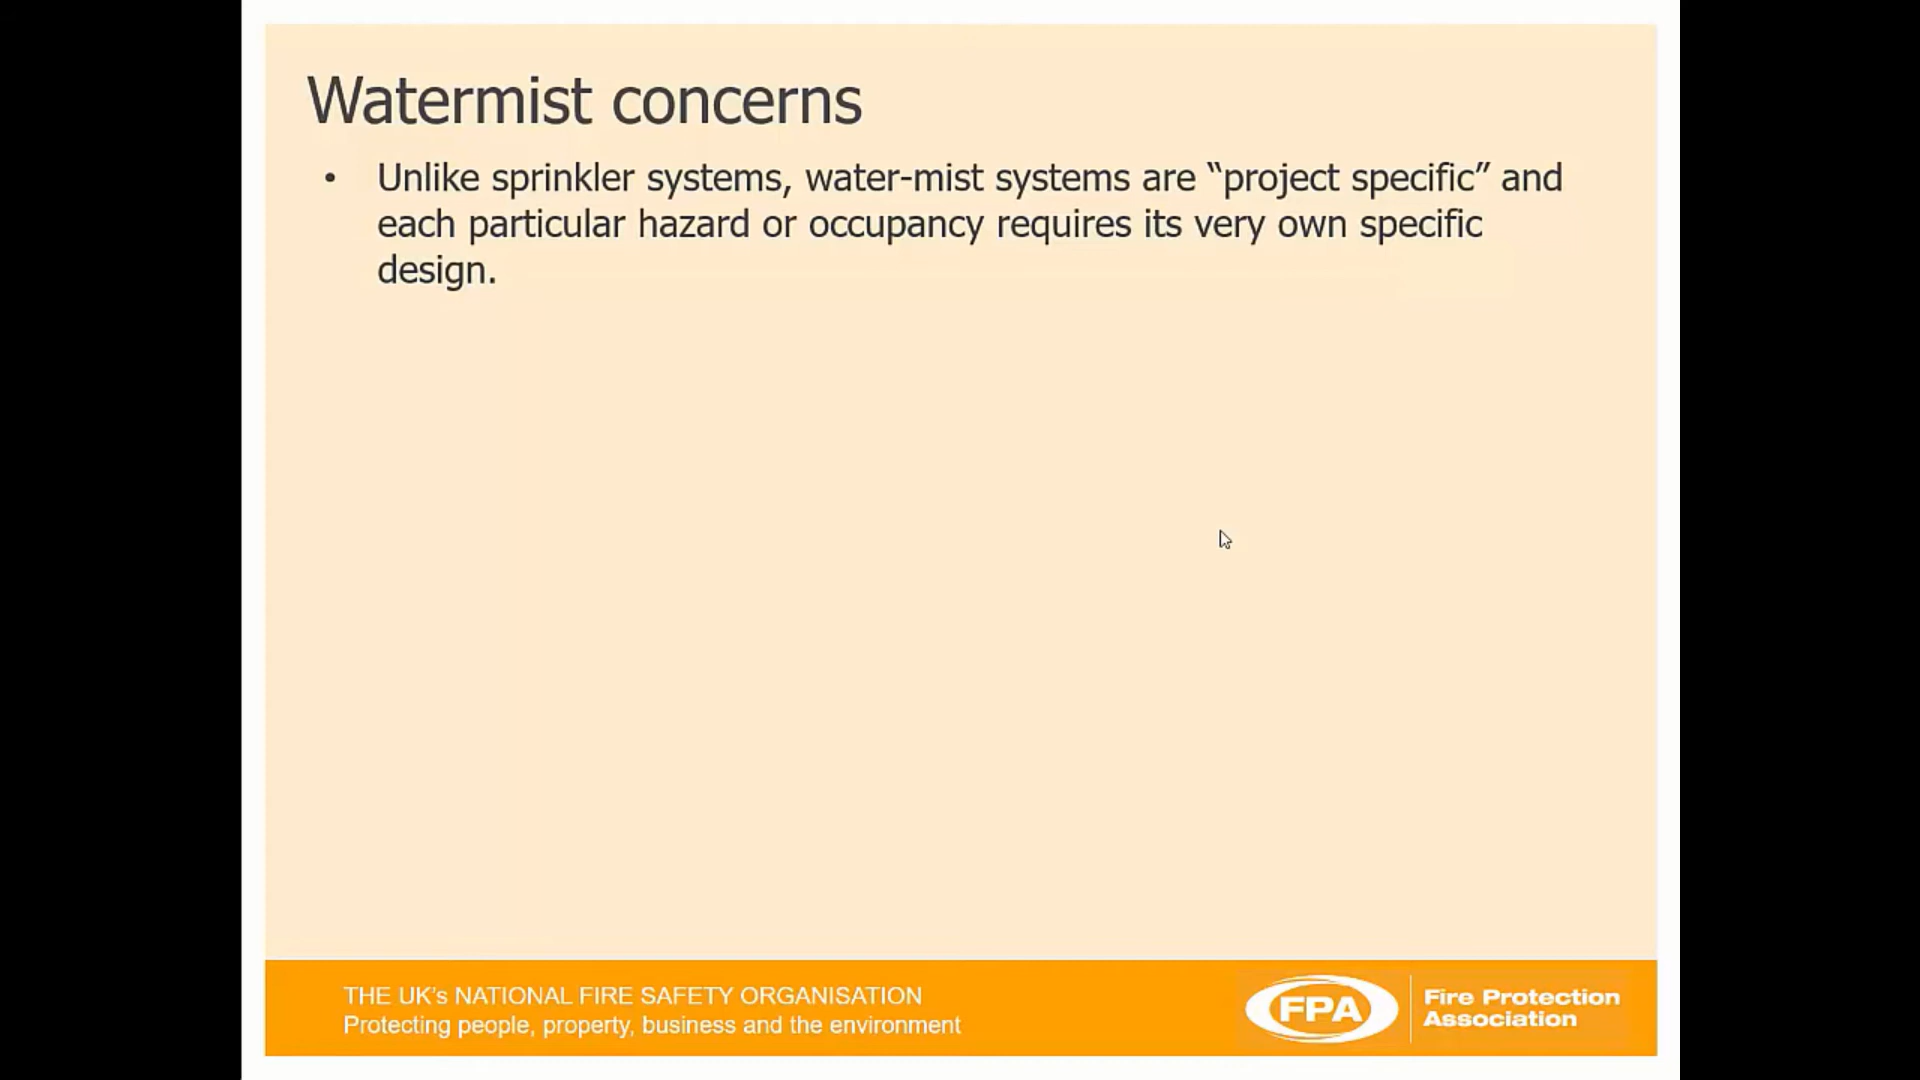 Watermist concerns
• Unlike sprinkler systems, water-mist systems are “project specific” and
each particular hazard or occupancy requires its very own specific
design.
THE UK's NATIONAL FIRE SAFETY ORGANISATION
Protecting people, property, business and the environment
FPA
Fire Protection
Association